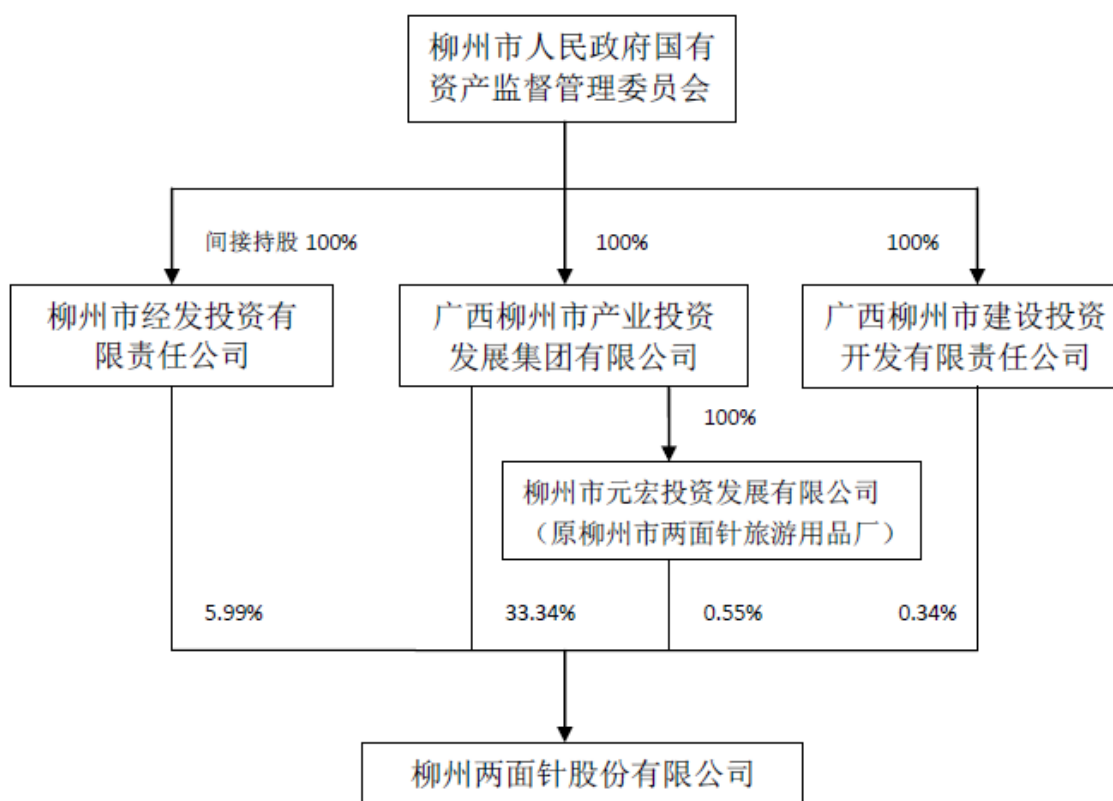 柳州市人民政府国有
资产监督管理委员会
间接持股 100%
100%
100%
柳州市经发投资有
限责任公司
广西柳州市产业投资
发展集团有限公司
广西柳州市建设投资
开发有限责任公司
100%
柳州市元宏投资发展有限公司
（原柳州市两面针旅游用品厂）
5.99%
33.34%
0.55%
0.34%
柳州两面针股份有限公司